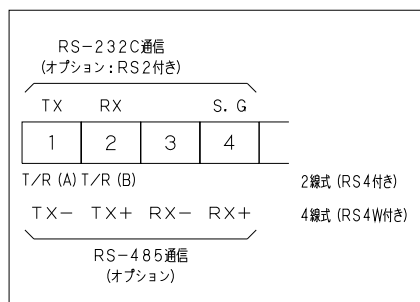 RS-232C通信
(オプション:RS2付き)
TX RX S. G
1 2 3 4
T/R (A) T/R (B) 2線式 (RS4付き)
TX- TX+ RX- RX+ 4線式 (RS4W付き)
RS-485通信
(オプション)